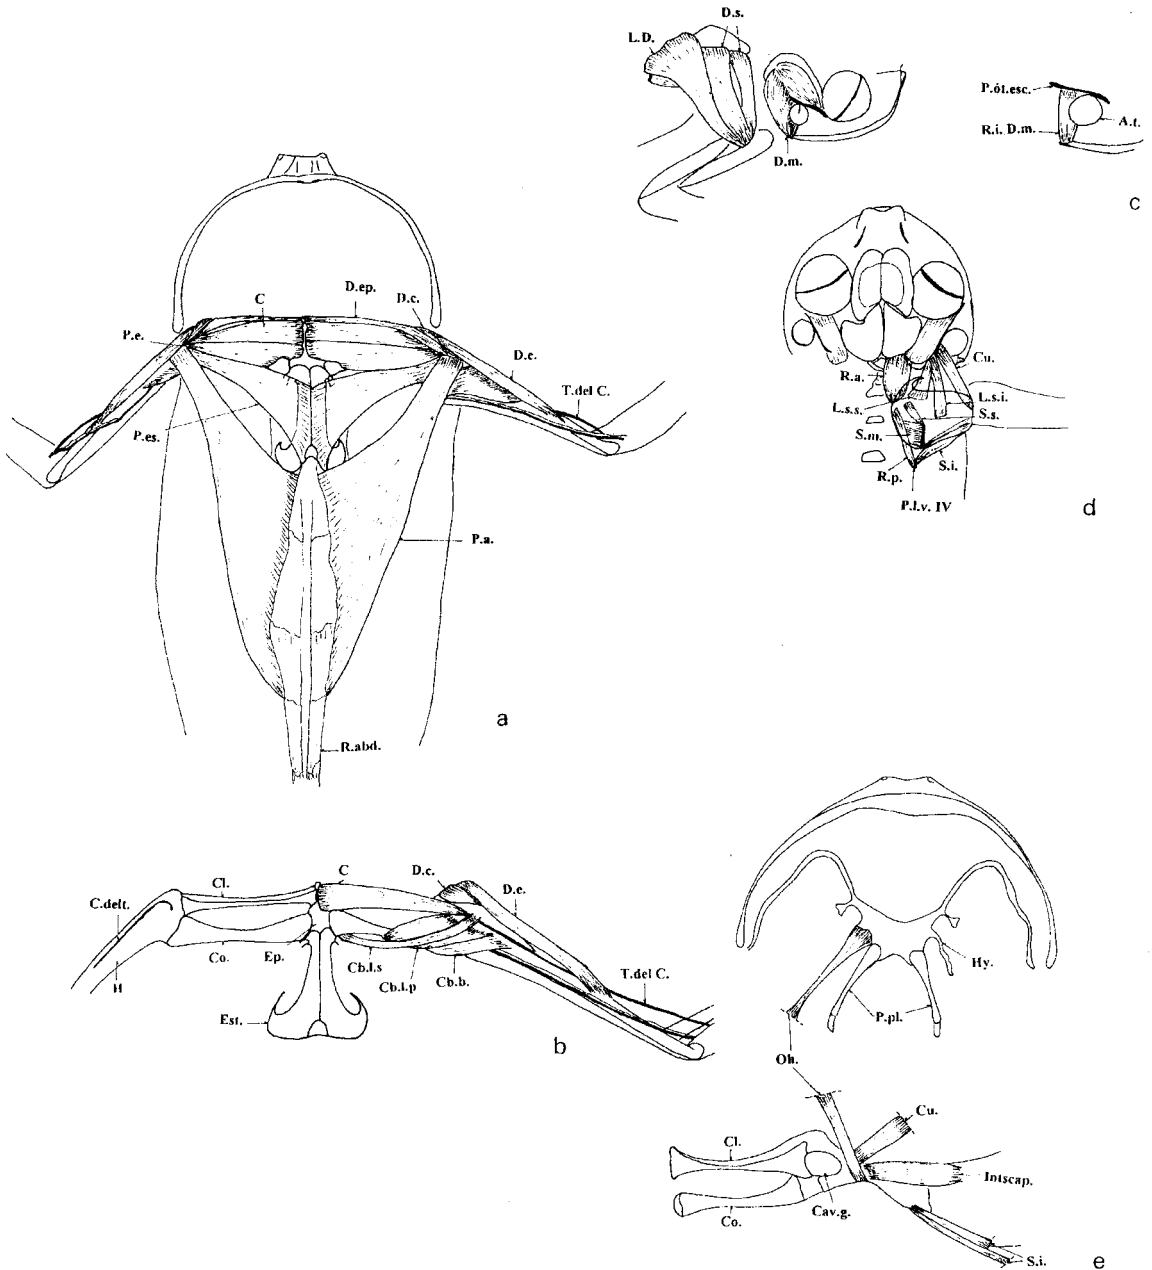 D.s.
L.D.
D.m.
P.ót.esc.
A.t.
R.i. D.m.
c
C
D.ep.
D.c.
P.e.
D.e.
T.del C.
P.es.
P.a.
R.abd.
a
Cu.
R.a.
L.s.i.
L.s.s.
S.s.
S.m.
S.i.
R.p.
P.l.v. IV
d
C
Cl.
D.c.
D.e.
C.delt.
Co.
Ep.
Cb.l.s
Cb.l.p
Cb.b.
T.del C.
H
Est.
b
Hy.
P.pl.
Oh.
Cu.
Cl.
Intscap.
Co.
Cav.g.
S.i.
e